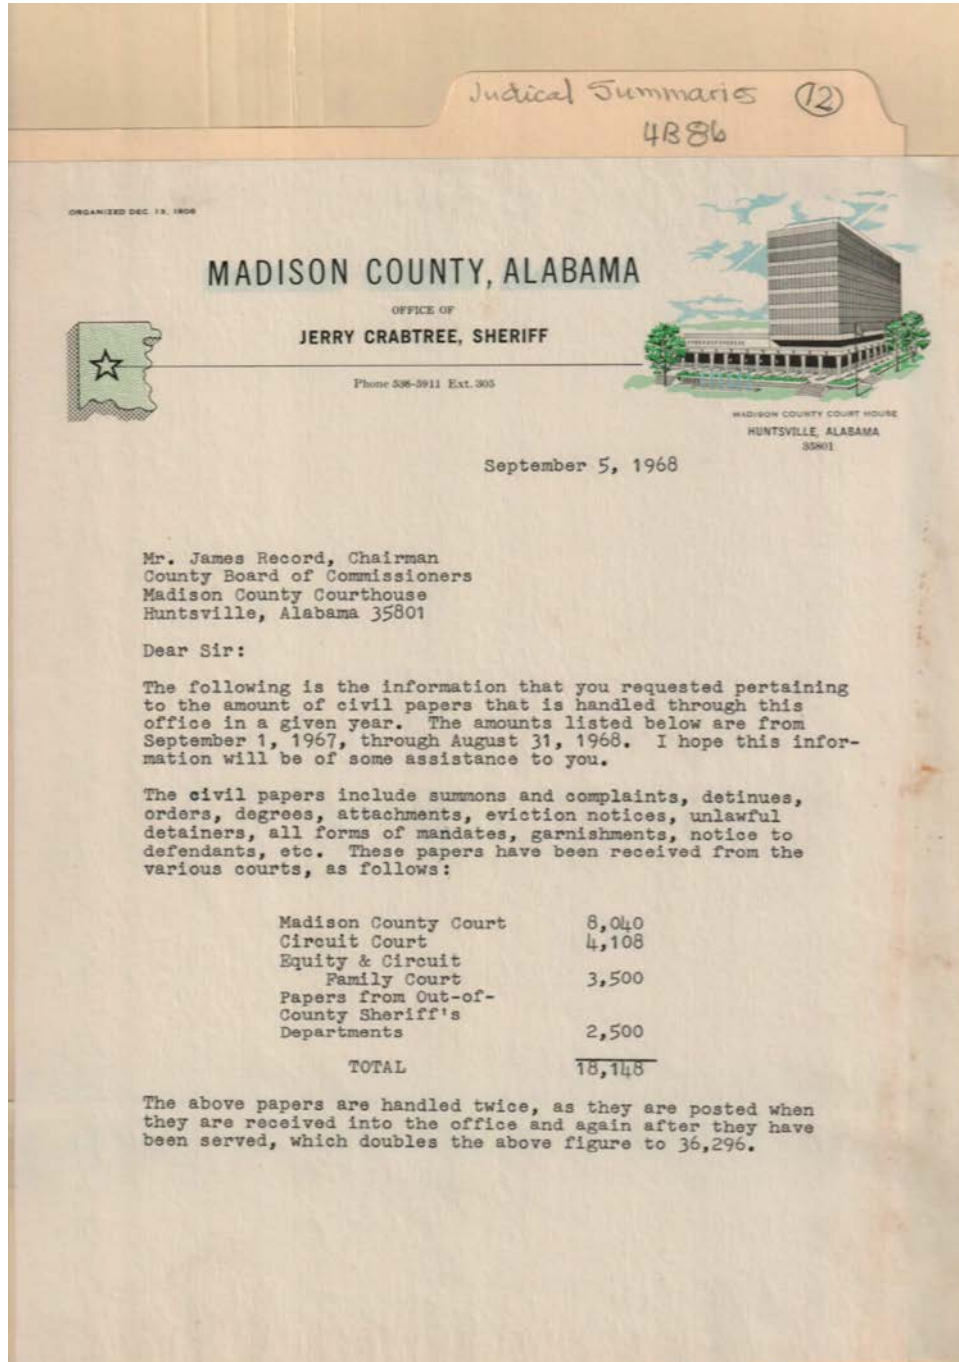 Judical Summaries 12
4B8b
ORGANIZED DEC. 13, 1808
MADISON COUNTY, ALABAMA
OFFICE OF
JERRY CRABTREE, SHERIFF
Phone 536-5911 Ext. 305
MADISON COUNTY COURT HOUSE
HUNTSVILLE, ALABAMA
35801
September 5, 1968
Mr. James Record, Chairman
County Board of Commissioners
Madison County Courthouse
Huntsville, Alabama 35801
Dear Sir:
The following is the information that you requested pertaining
to the amount of civil papers that is handled through this
office in a given year. The amounts listed below are from
September 1, 1967, through August 31, 1968. I hope this infor-
mation will be of some assistance to you.
The civil papers include summons and complaints, detinues,
orders, degrees, attachments, eviction notices, unlawful
detainers, all forms of mandates, garnishments, notice to
defendants, etc. These papers have been received from the
various courts, as follows:
Madison County Court 8,040
Circuit Court 4,108
Equity & Circuit
Family Court 3,500
Papers from Out-of-
County Sheriff's
Departments 2,500
TOTAL 18,148
The above papers are handled twice, as they are posted when
they are received into the office and again after they have
been served, which doubles the above figure to 36,296.